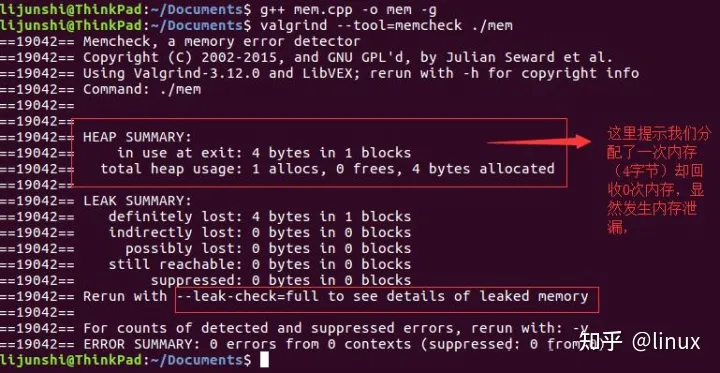 lijunshi@ThinkPad:~/Documents$ g++ mem.cpp -o mem -g
lijunshi@ThinkPad:~/Documents$ valgrind --tool=memcheck ./mem
==19042== Memcheck, a memory error detector
==19042== Copyright (C) 2002-2015, and GNU GPL'd, by Julian Seward et al.
==19042== Using Valgrind-3.12.0 and LibVEX; rerun with -h for copyright info
==19042== Command: ./mem
==19042==
==19042==
==19042== HEAP SUMMARY:
==19042==     in use at exit: 4 bytes in 1 blocks
==19042==   total heap usage: 1 allocs, 0 frees, 4 bytes allocated
==19042==
==19042== LEAK SUMMARY:
==19042==    definitely lost: 4 bytes in 1 blocks
==19042==    indirectly lost: 0 bytes in 0 blocks
==19042==      possibly lost: 0 bytes in 0 blocks
==19042==    still reachable: 0 bytes in 0 blocks
==19042==         suppressed: 0 bytes in 0 blocks
==19042== Rerun with --leak-check=full to see details of leaked memory
==19042==
==19042== For counts of detected and suppressed errors, rerun with: -v
==19042== ERROR SUMMARY: 0 errors from 0 contexts (suppressed: 0 from
lijunshi@ThinkPad:~/Documents$
这里提示我们分
配了一次内存
（4字节）却回
收0次内存，显
然发生内存泄
漏,
知乎 @linux